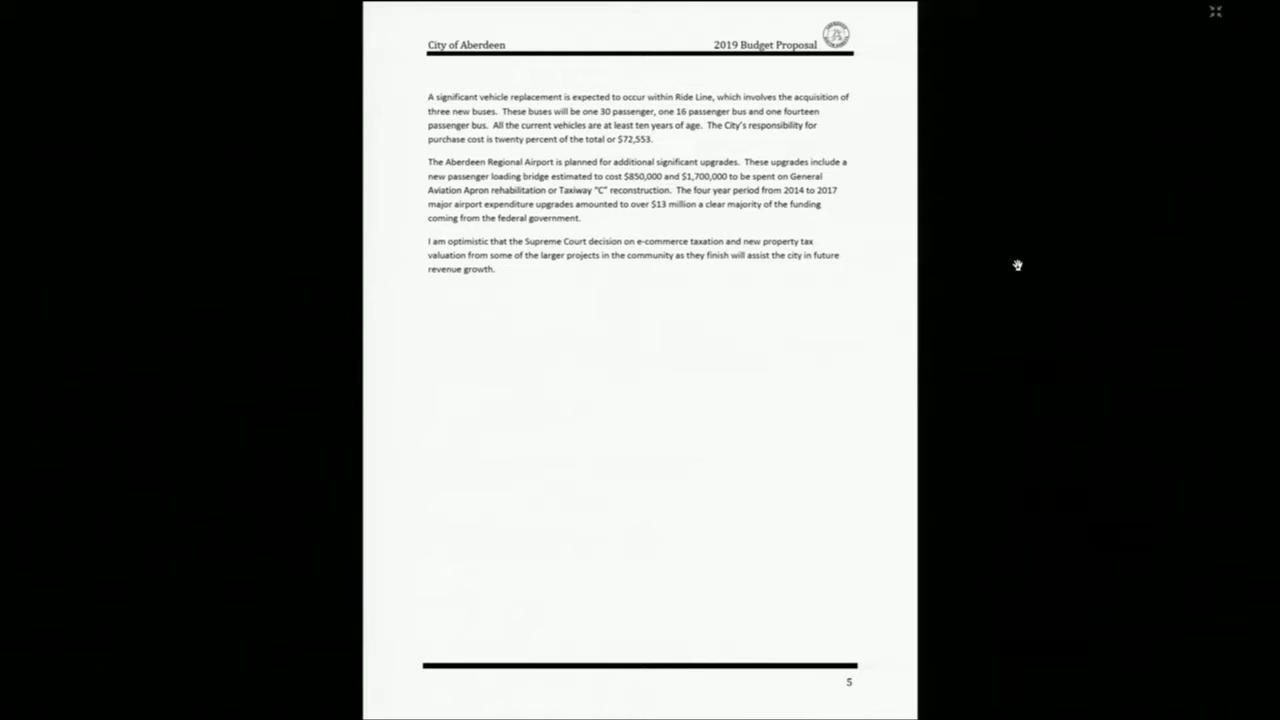 City of Aberdeen
2019 Budget Proposal
A significant vehicle replacement is expected to occur within Ride Line, which involves the acquisition of
three new buses.  These buses will be one 30 passenger, one 16 passenger bus and one fourteen
passenger bus.  All the current vehicles are at least ten years of age.  The City's responsibility for
purchase cost is twenty percent of the total or $72,553.
The Aberdeen Regional Airport is planned for additional significant upgrades.  These upgrades include a
new passenger loading bridge estimated to cost $850,000 and $1,700,000 to be spent on General
Aviation Apron rehabilitation or Taxiway “C” reconstruction.  The four year period from 2014 to 2017
major airport expenditure upgrades amounted to over $13 million a clear majority of the funding
coming from the federal government.
I am optimistic that the Supreme Court decision on e-commerce taxation and new property tax
valuation from some of the larger projects in the community as they finish will assist the city in future
revenue growth.
5